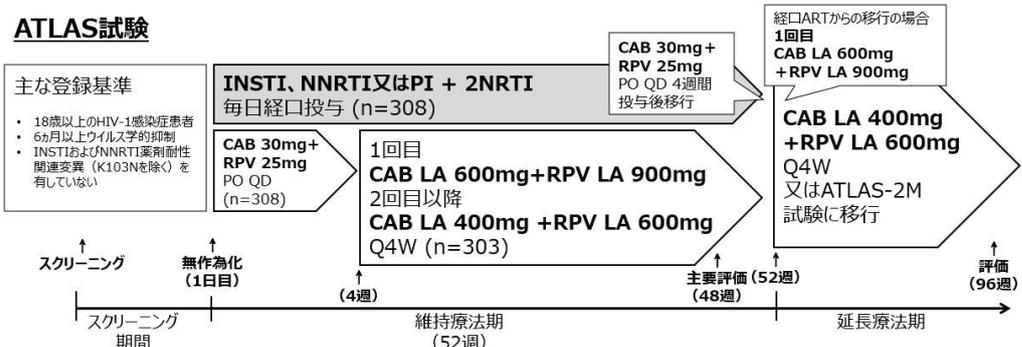 ATLAS試験
主な登録基準
• 18歳以上のHIV-1感染症患者
• 6ヵ月以上ウイルス学的抑制
• INSTIおよびNNRTI薬剤耐性
関連変異（K103Nを除く）を
有していない
INSTI、NNRTI又はPI + 2NRTI
毎日経口投与 (n=308)
CAB 30mg＋
RPV 25mg
PO QD 4週間
投与後移行
経口ARTからの移行の場合
1回目
CAB LA 600mg
＋RPV LA 900mg
CAB 30mg＋
RPV 25mg
PO QD
(n=308)
1回目
CAB LA 600mg+RPV LA 900mg
2回目以降
CAB LA 400mg +RPV LA 600mg
Q4W (n=303)
CAB LA 400mg
+RPV LA 600mg
Q4W
又はATLAS-2M
試験に移行
スクリーニング
無作為化
（1日目）
（4週）
主要評価
（48週）
（52週）
評価
（96週）
スクリーニング
期間
維持療法期
（52週）
延長療法期